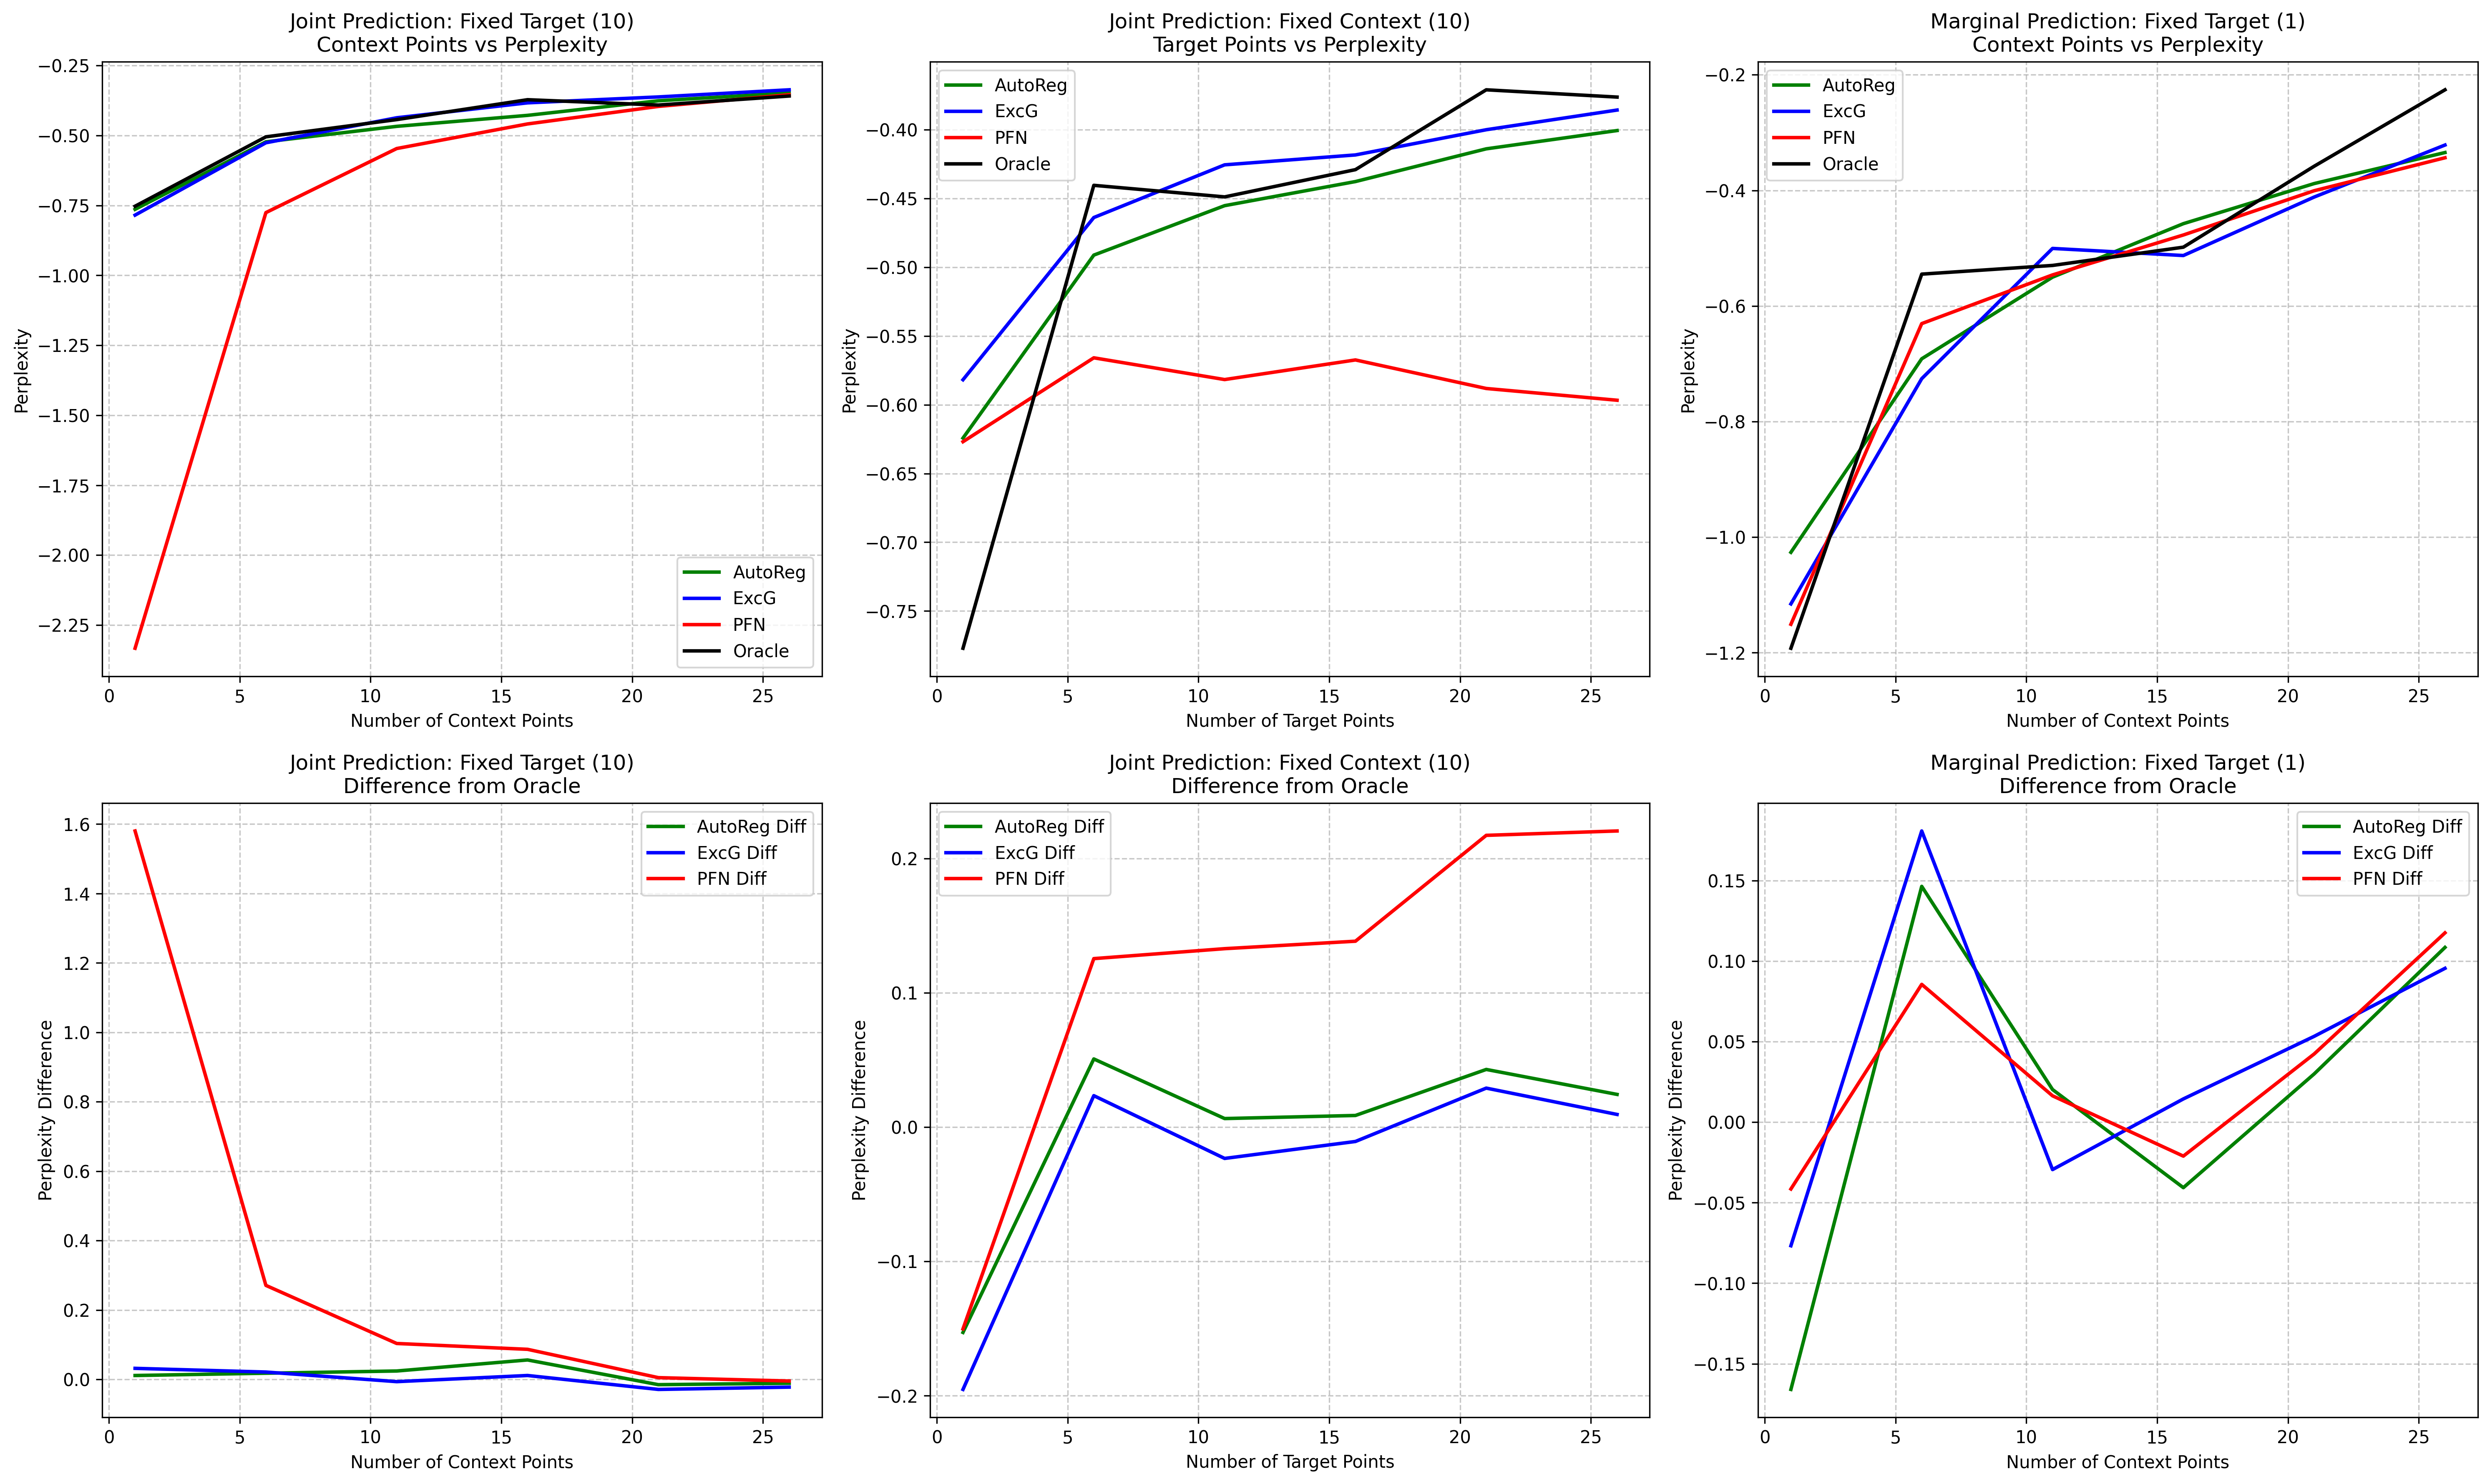 Joint Prediction: Fixed Target (10)
Context Points vs Perplexity
−0.25
−0.50
−0.75
−1.00
−1.25
−1.50
−1.75
−2.00
−2.25
Perplexity
AutoReg
ExcG
PFN
Oracle
0 5 10 15 20 25
Number of Context Points
Joint Prediction: Fixed Context (10)
Target Points vs Perplexity
AutoReg
ExcG
PFN
Oracle
−0.40
−0.45
−0.50
−0.55
−0.60
−0.65
−0.70
−0.75
Perplexity
0 5 10 15 20 25
Number of Target Points
Marginal Prediction: Fixed Target (1)
Context Points vs Perplexity
AutoReg
ExcG
PFN
Oracle
−0.2
−0.4
−0.6
−0.8
−1.0
−1.2
Perplexity
0 5 10 15 20 25
Number of Context Points
Joint Prediction: Fixed Target (10)
Difference from Oracle
AutoReg Diff
ExcG Diff
PFN Diff
1.6
1.4
1.2
1.0
0.8
0.6
0.4
0.2
0.0
Perplexity Difference
0 5 10 15 20 25
Number of Context Points
Joint Prediction: Fixed Context (10)
Difference from Oracle
AutoReg Diff
ExcG Diff
PFN Diff
0.2
0.1
0.0
−0.1
−0.2
Perplexity Difference
0 5 10 15 20 25
Number of Target Points
Marginal Prediction: Fixed Target (1)
Difference from Oracle
AutoReg Diff
ExcG Diff
PFN Diff
0.15
0.10
0.05
0.00
−0.05
−0.10
−0.15
Perplexity Difference
0 5 10 15 20 25
Number of Context Points